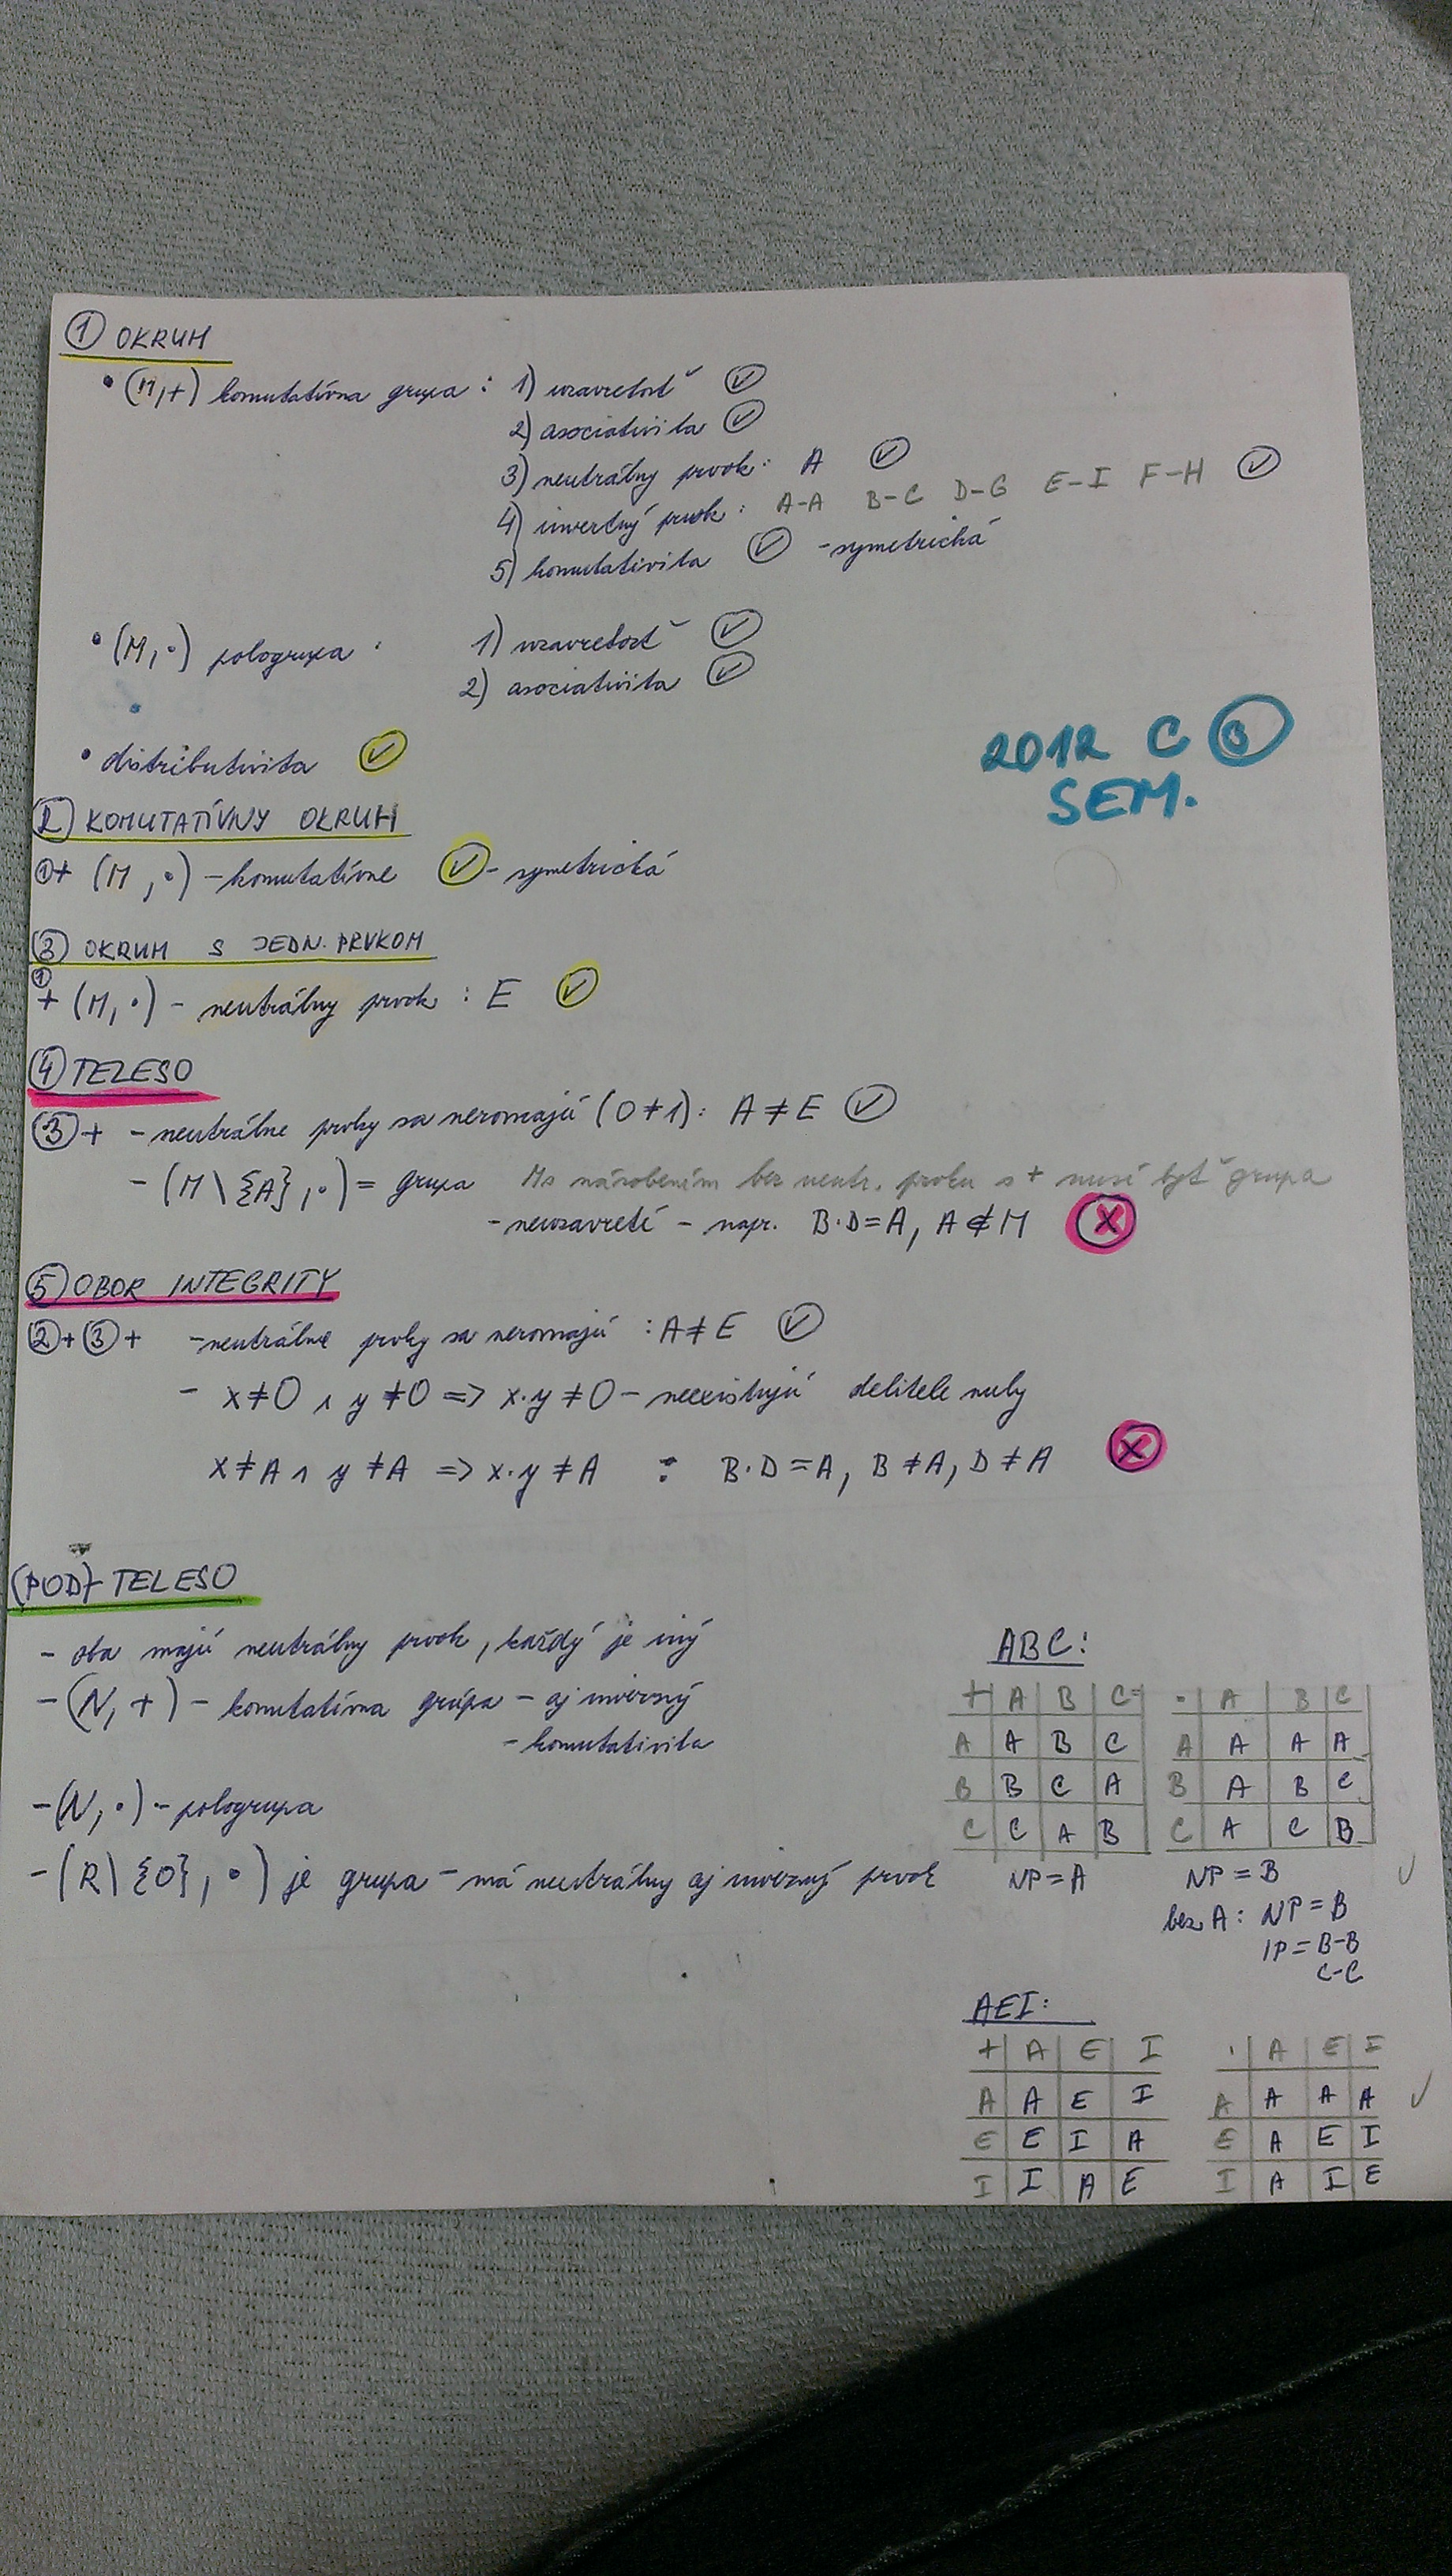 ① OKRUH
• (M,+) komutatívna grupa : 1) uzavretosť ✓
2) asociativita ✓
3) neutrálny prvok : A ✓
4) inverzný prvok : A-A B-C D-G E-I F-H ✓
5) komutativita ✓ - symetrická
• (M, •) pologrupa : 1) uzavretosť ✓
2) asociativita ✓
• distributivita ✓
2012 C ⑧
SEM.
② KOMUTATÍVNY OKRUH
①+ (M, •) - komutatívne ✓ - symetrická
③ OKRUH S JEDN. PRVKOM
① + (M, •) - neutrálny prvok : E ✓
④ TELESO
③ + - neutrálne prvky sa nerovnajú (0≠1): A ≠ E ✓
- (M \ {A}, •) = grupa M s násobením bez neutr. prvku s + musí byť grupa
- neuzavreté - napr. B·D=A, A∉M X
⑤ OBOR INTEGRITY
②+③+ - neutrálne prvky sa nerovnajú : A≠E ✓
- x≠0 ∧ y≠0 => x·y≠0 - neexistujú delitele nuly
x≠A ∧ y≠A => x·y≠A : B·D=A, B≠A, D≠A X
(POD)-TELESO
- oba majú neutrálny prvok, každý je iný
- (N, +) - komutatívna grúpa - aj inverzný
- komutativita
- (N, •) - pologrupa
- (R \ {0}, •) je grupa - má neutrálny aj inverzný prvok
ABC:
+ A B C • A B C
A A B C A A A A
B B C A B A B C
C C A B C A C B
NP = A NP = B ✓
bez A: NP = B
IP = B-B
C-C
AEI:
+ A E I · A E I
A A E I A A A A ✓
E E I A E A E I
I I A E I A I E